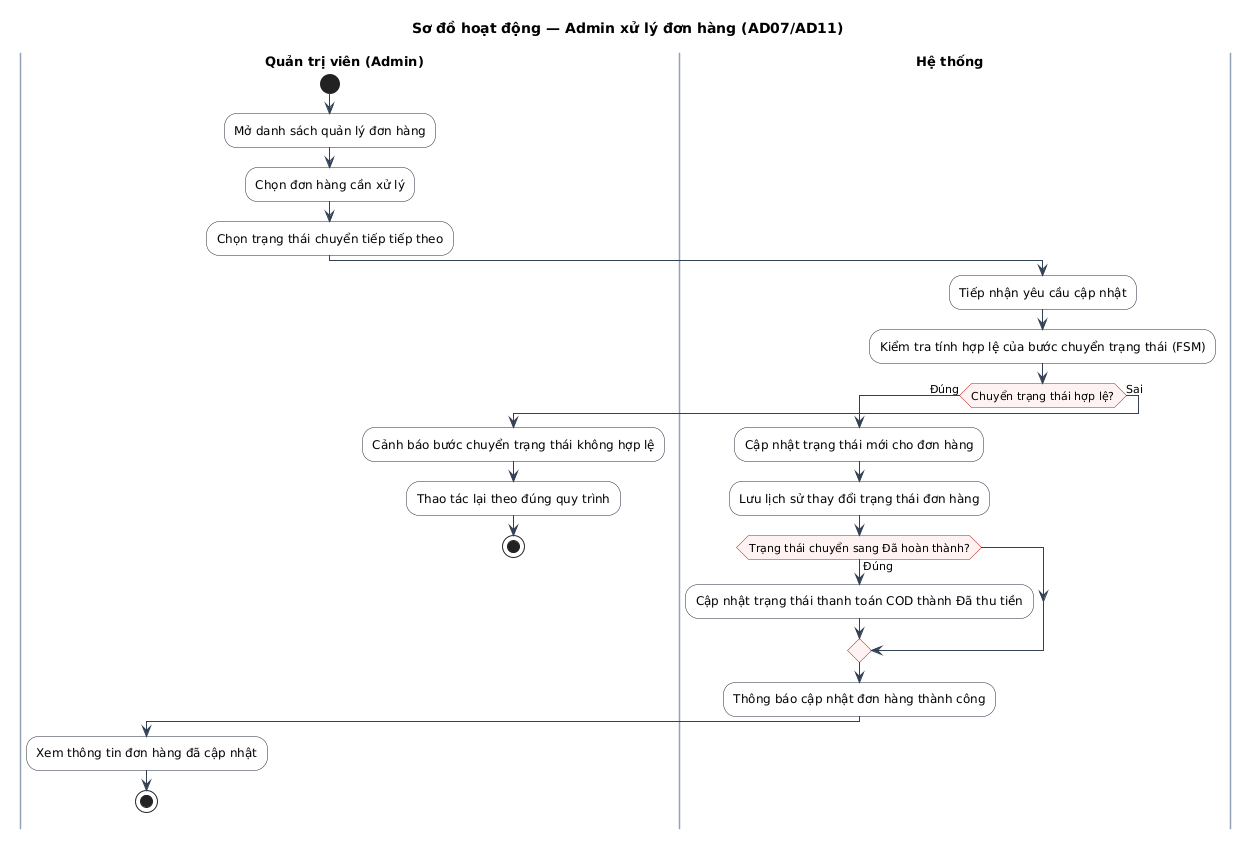 Sơ đồ hoạt động — Admin xử lý đơn hàng (AD07/AD11)
Quản trị viên (Admin)
Hệ thống
Mở danh sách quản lý đơn hàng
Chọn đơn hàng cần xử lý
Chọn trạng thái chuyển tiếp tiếp theo
Tiếp nhận yêu cầu cập nhật
Kiểm tra tính hợp lệ của bước chuyển trạng thái (FSM)
Đúng
Chuyển trạng thái hợp lệ?
Sai
Cảnh báo bước chuyển trạng thái không hợp lệ
Cập nhật trạng thái mới cho đơn hàng
Thao tác lại theo đúng quy trình
Lưu lịch sử thay đổi trạng thái đơn hàng
Trạng thái chuyển sang Đã hoàn thành?
Đúng
Cập nhật trạng thái thanh toán COD thành Đã thu tiền
Thông báo cập nhật đơn hàng thành công
Xem thông tin đơn hàng đã cập nhật